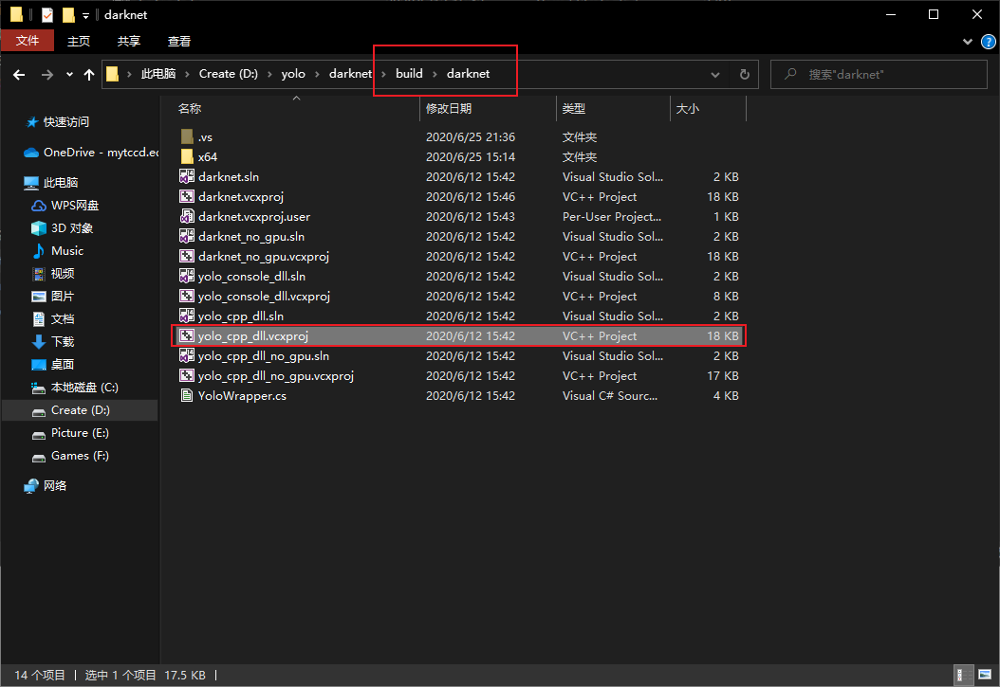 darknet
文件 主页 共享 查看
此电脑 Create (D:) yolo darknet build darknet 搜索"darknet"
名称 修改日期 类型 大小
快速访问
OneDrive - mytccd.ec
此电脑
WPS网盘
3D 对象
Music
视频
图片
文档
下载
桌面
本地磁盘 (C:)
Create (D:)
Picture (E:)
Games (F:)
网络
.vs 2020/6/25 21:36 文件夹
x64 2020/6/25 15:14 文件夹
darknet.sln 2020/6/12 15:42 Visual Studio Sol... 2 KB
darknet.vcxproj 2020/6/12 15:46 VC++ Project 18 KB
darknet.vcxproj.user 2020/6/12 15:43 Per-User Project... 1 KB
darknet_no_gpu.sln 2020/6/12 15:42 Visual Studio Sol... 2 KB
darknet_no_gpu.vcxproj 2020/6/12 15:42 VC++ Project 18 KB
yolo_console_dll.sln 2020/6/12 15:42 Visual Studio Sol... 2 KB
yolo_console_dll.vcxproj 2020/6/12 15:42 VC++ Project 8 KB
yolo_cpp_dll.sln 2020/6/12 15:42 Visual Studio Sol... 2 KB
yolo_cpp_dll.vcxproj 2020/6/12 15:42 VC++ Project 18 KB
yolo_cpp_dll_no_gpu.sln 2020/6/12 15:42 Visual Studio Sol... 2 KB
yolo_cpp_dll_no_gpu.vcxproj 2020/6/12 15:42 VC++ Project 17 KB
YoloWrapper.cs 2020/6/12 15:42 Visual C# Sourc... 4 KB
14 个项目 选中 1 个项目 17.5 KB